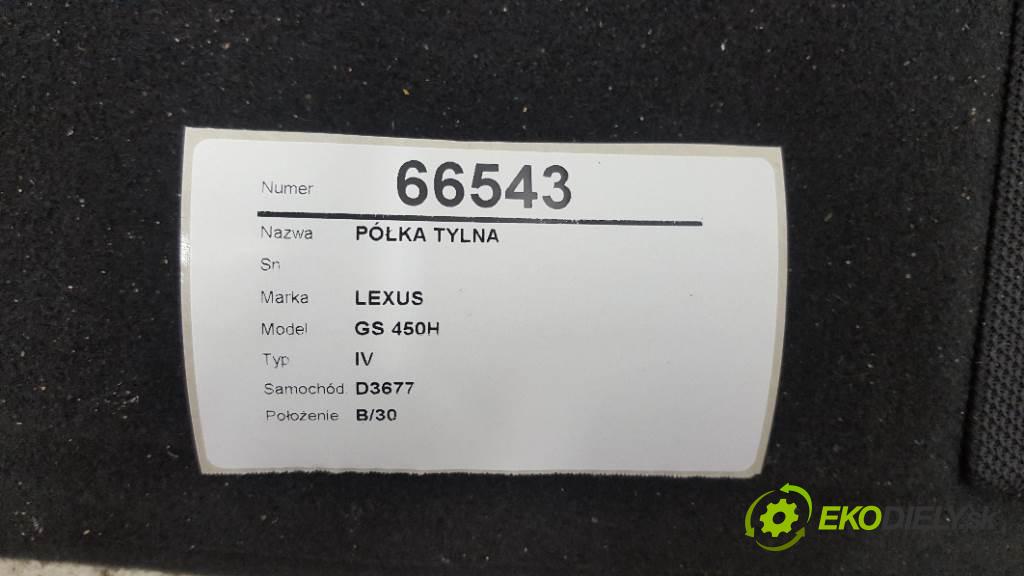 Numer 66543
Nazwa PÓŁKA TYLNA
Sn
Marka LEXUS
Model GS 450H
Typ IV
Samochód D3677
Położenie B/30
EKODIELY.sk